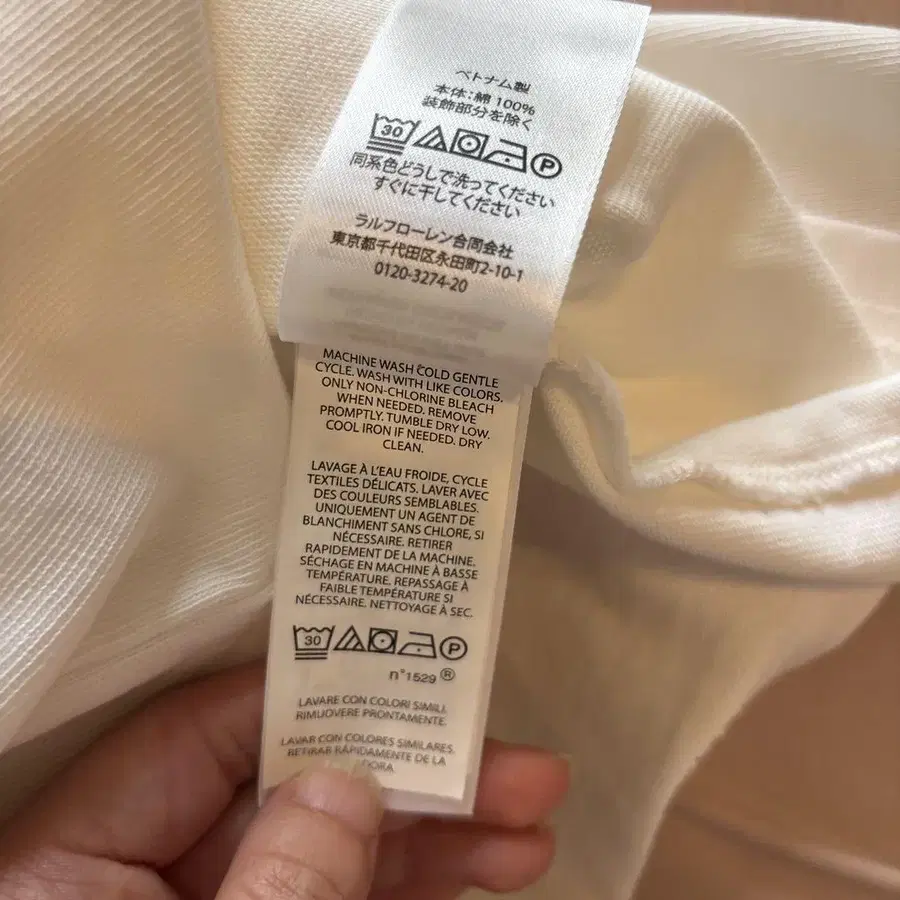 ベトナム製
本体:綿 100%
装飾部分を除く
30 P
同系色どうしで洗ってください
すぐに干してください
ラルフローレン合同会社
東京都千代田区永田町2-10-1
0120-3274-20
MACHINE WASH COLD GENTLE
CYCLE. WASH WITH LIKE COLORS.
ONLY NON-CHLORINE BLEACH
WHEN NEEDED. REMOVE
PROMPTLY. TUMBLE DRY LOW.
COOL IRON IF NEEDED. DRY
CLEAN.
LAVAGE À L'EAU FROIDE, CYCLE
TEXTILES DÉLICATS. LAVER AVEC
DES COULEURS SEMBLABLES.
UNIQUEMENT UN AGENT DE
BLANCHIMENT SANS CHLORE, SI
NÉCESSAIRE. RETIRER
RAPIDEMENT DE LA MACHINE.
SÉCHAGE EN MACHINE À BASSE
TEMPÉRATURE. REPASSAGE À
FAIBLE TEMPÉRATURE SI
NÉCESSAIRE. NETTOYAGE À SEC.
30 P
n°1529 ®
LAVARE CON COLORI SIMILI.
RIMUOVERE PRONTAMENTE.
LAVAR CON COLORES SIMILARES.
RETIRAR RÁPIDAMENTE DE LA